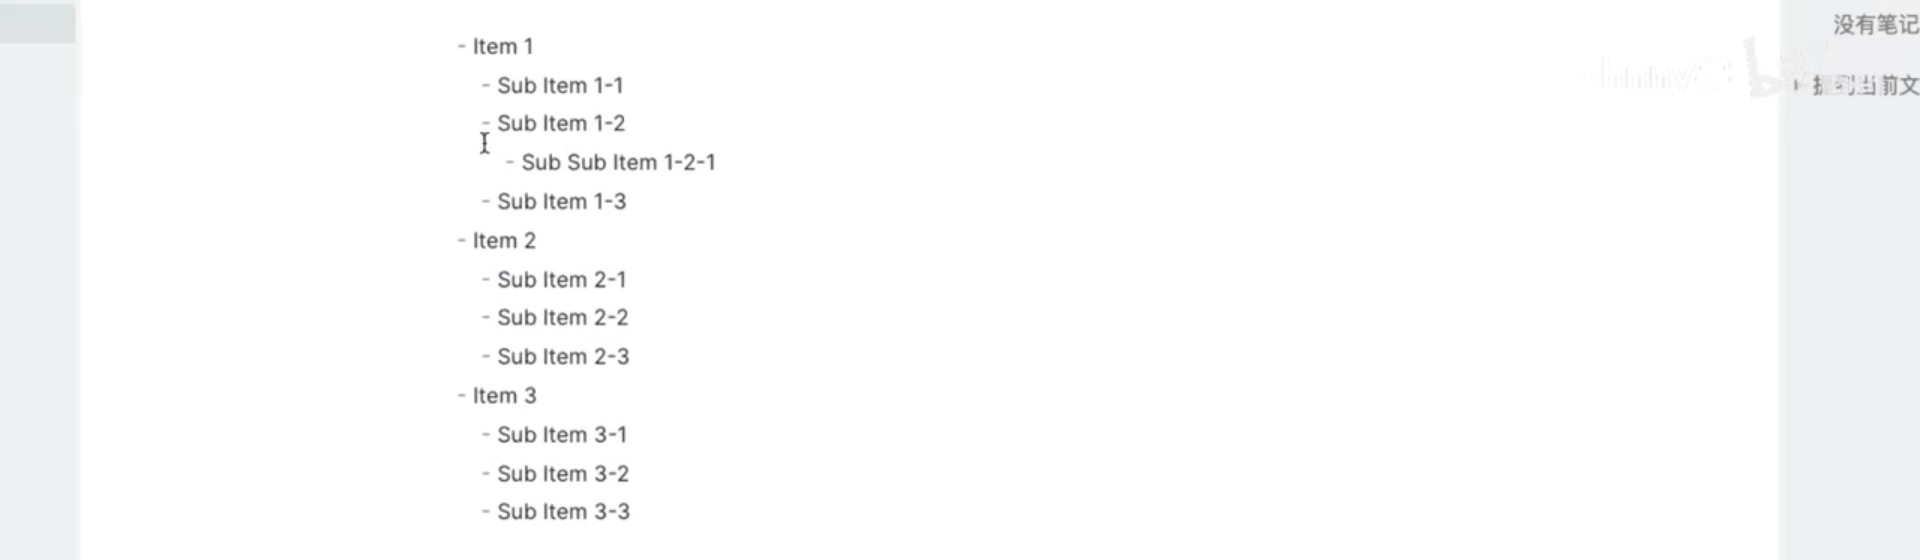 没有笔记
- Item 1
- Sub Item 1-1
提到当前文
- Sub Item 1-2
- Sub Sub Item 1-2-1
- Sub Item 1-3
- Item 2
- Sub Item 2-1
- Sub Item 2-2
- Sub Item 2-3
- Item 3
- Sub Item 3-1
- Sub Item 3-2
- Sub Item 3-3